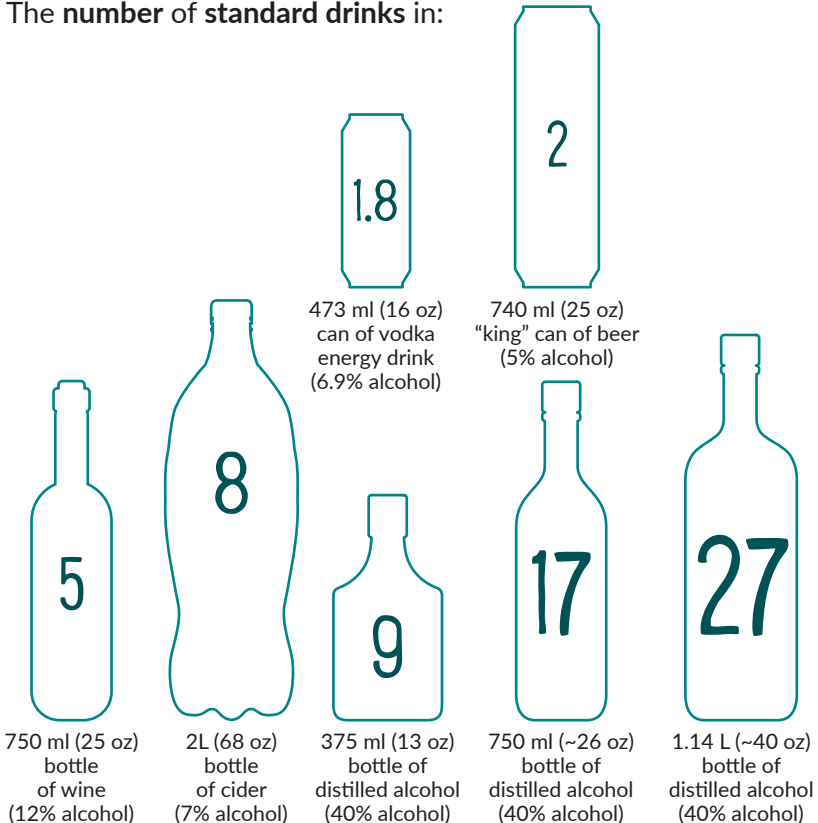 The number of standard drinks in:
1.8
473 ml (16 oz)
can of vodka
energy drink
(6.9% alcohol)
2
740 ml (25 oz)
“king” can of beer
(5% alcohol)
5
750 ml (25 oz)
bottle
of wine
(12% alcohol)
8
2L (68 oz)
bottle
of cider
(7% alcohol)
9
375 ml (13 oz)
bottle of
distilled alcohol
(40% alcohol)
17
750 ml (~26 oz)
bottle of
distilled alcohol
(40% alcohol)
27
1.14 L (~40 oz)
bottle of
distilled alcohol
(40% alcohol)